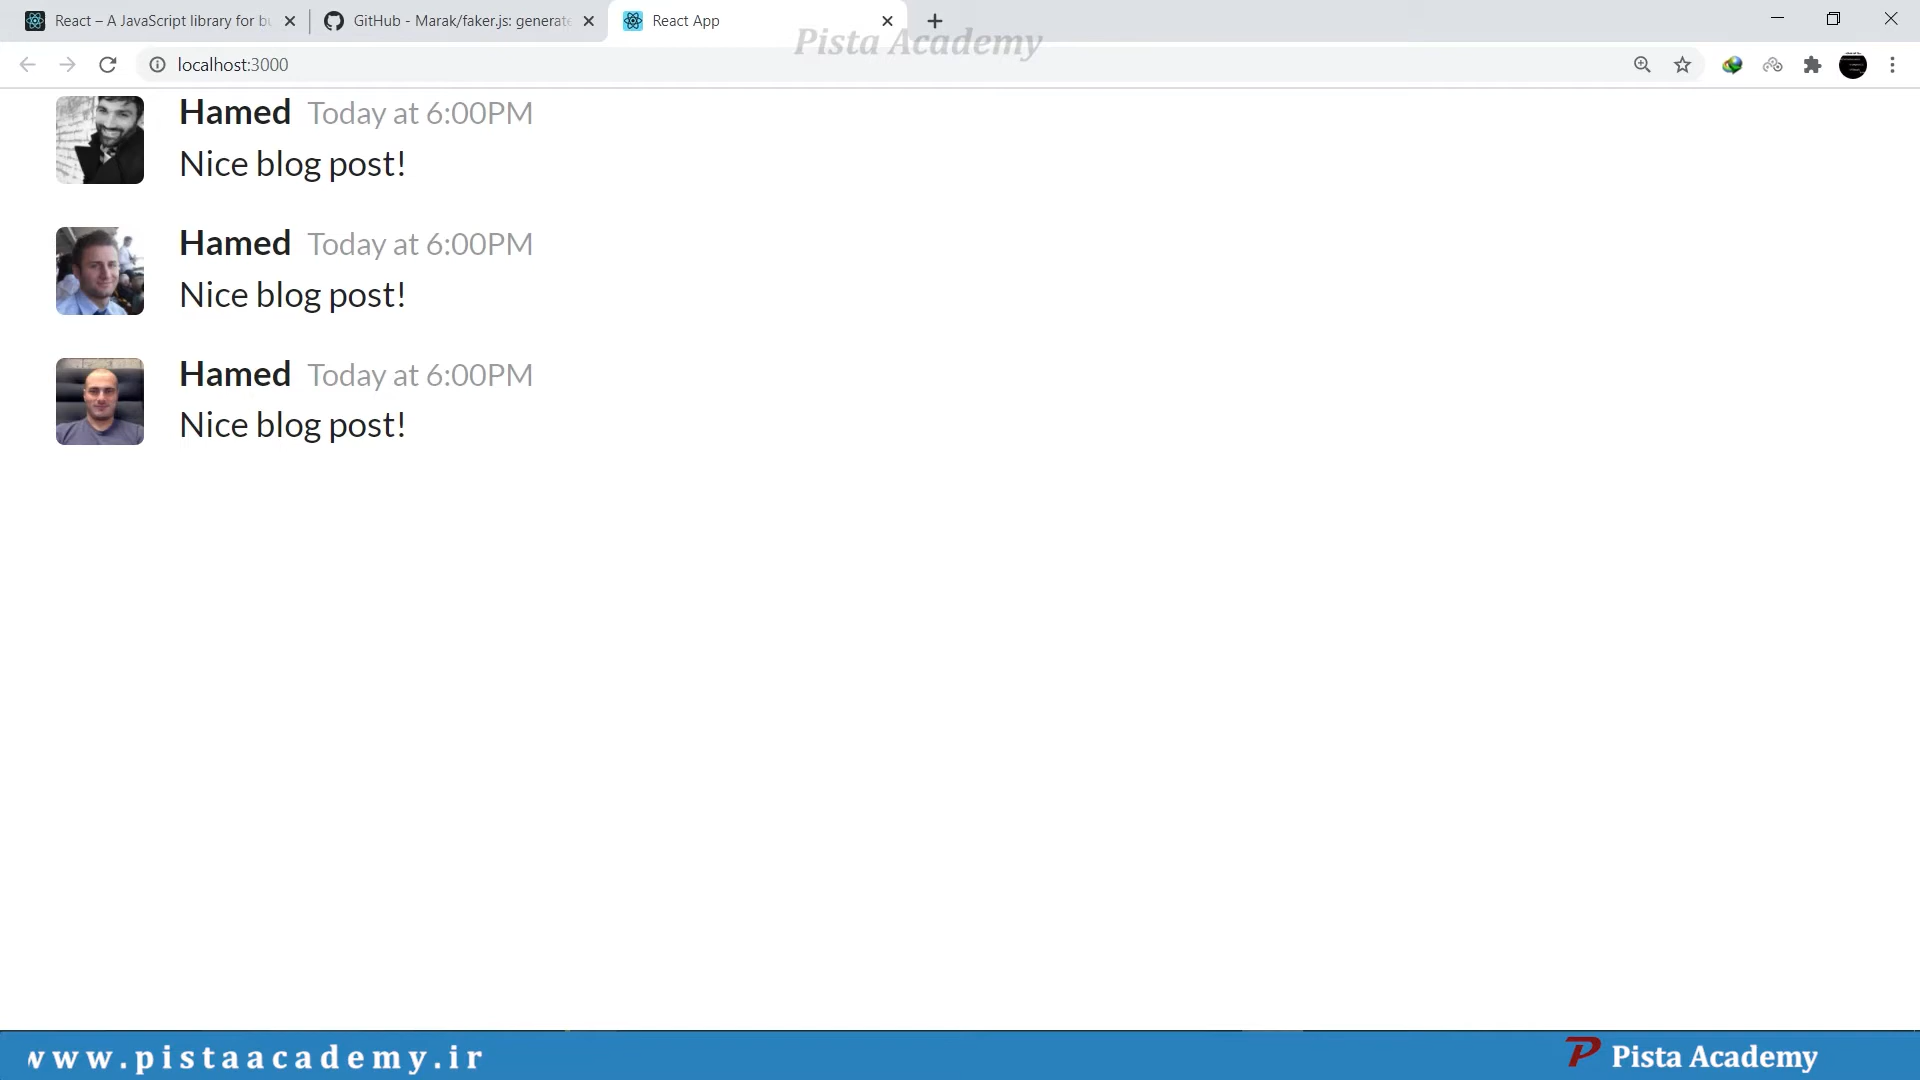 React – A JavaScript library for bu
GitHub - Marak/faker.js: generate
React App
Pista Academy
localhost:3000
Hamed Today at 6:00PM
Nice blog post!
Hamed Today at 6:00PM
Nice blog post!
Hamed Today at 6:00PM
Nice blog post!
www.pistaacademy.ir
Pista Academy